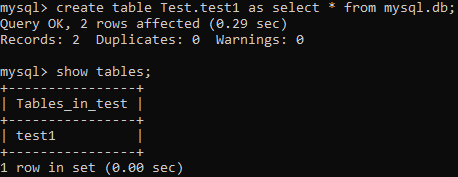 mysql> create table Test.test1 as select * from mysql.db;
Query OK, 2 rows affected (0.29 sec)
Records: 2  Duplicates: 0  Warnings: 0

mysql> show tables;
+----------------+
| Tables_in_test |
+----------------+
| test1          |
+----------------+
1 row in set (0.00 sec)